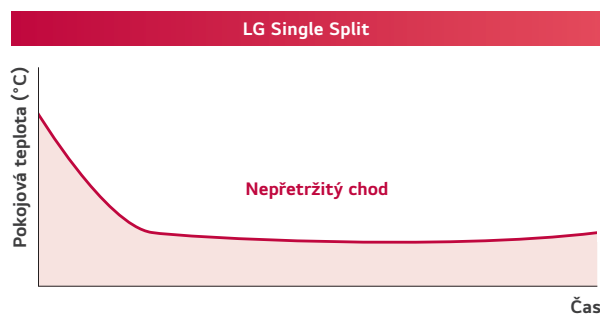 LG Single Split
Pokojová teplota (°C)
Nepřetržitý chod
Čas